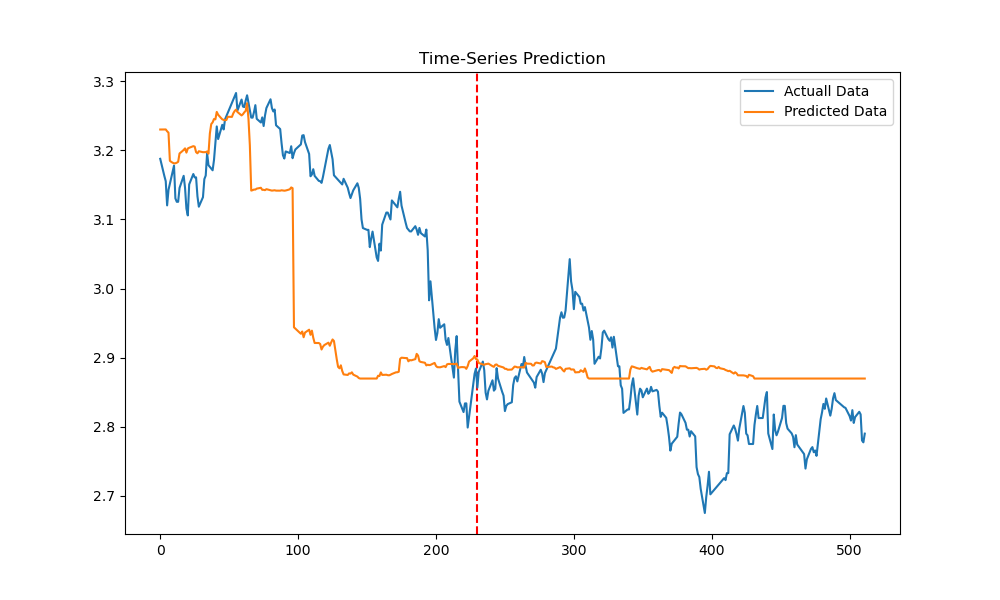 Time-Series Prediction
Actuall Data
Predicted Data
3.3
3.2
3.1
3.0
2.9
2.8
2.7
0 100 200 300 400 500